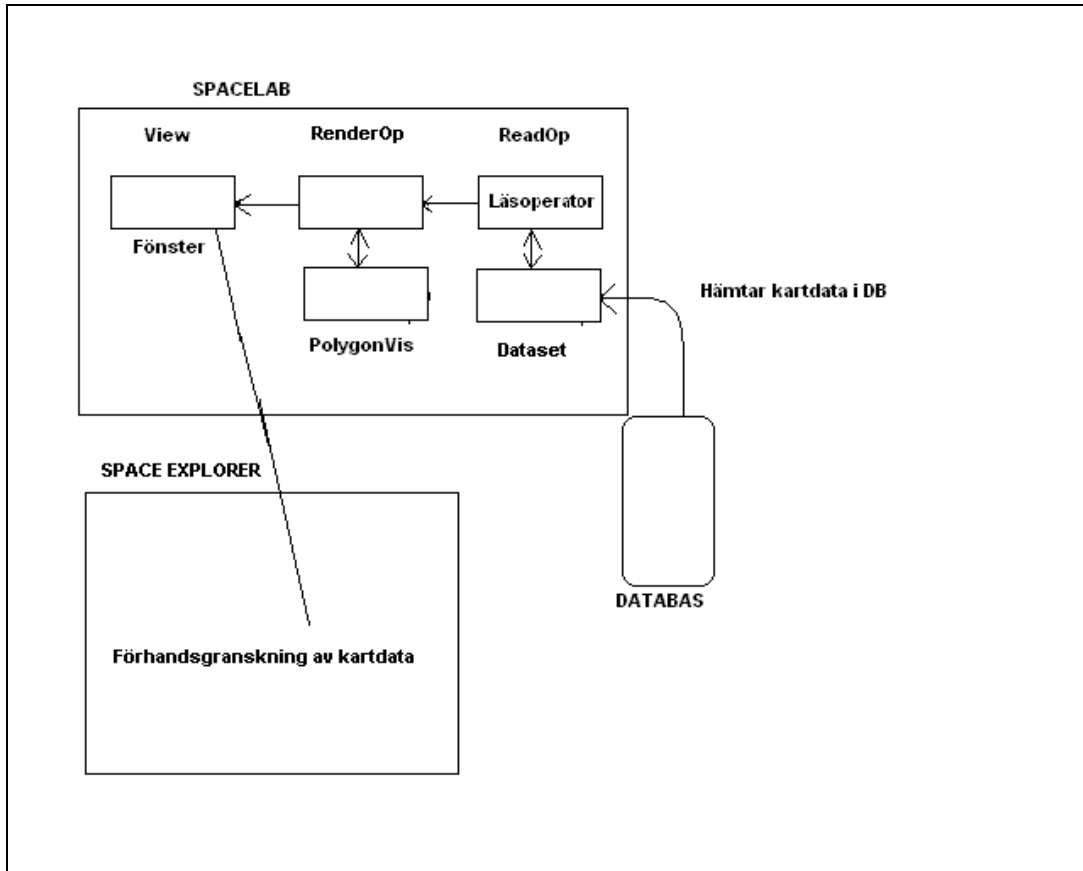 SPACELAB
View
RenderOp
ReadOp
Läsoperator
Fönster
Hämtar kartdata i DB
PolygonVis
Dataset
SPACE EXPLORER
DATABAS
Förhandsgranskning av kartdata